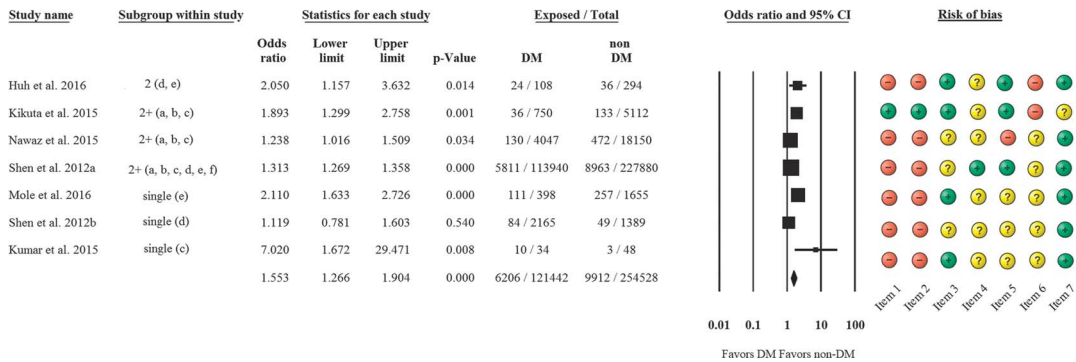 Study name Subgroup within study Statistics for each study Exposed / Total Odds ratio and 95% CI Risk of bias
Odds ratio Lower limit Upper limit p-Value DM non DM
Huh et al. 2016 2 (d, e) 2.050 1.157 3.632 0.014 24 / 108 36 / 294 - - + ? + - +
Kikuta et al. 2015 2+ (a, b, c) 1.893 1.299 2.758 0.001 36 / 750 133 / 5112 + + + ? + - ?
Nawaz et al. 2015 2+ (a, b, c) 1.238 1.016 1.509 0.034 130 / 4047 472 / 18150 - - ? ? - ? +
Shen et al. 2012a 2+ (a, b, c, d, e, f) 1.313 1.269 1.358 0.000 5811 / 113940 8963 / 227880 - - ? + + ? +
Mole et al. 2016 single (e) 2.110 1.633 2.726 0.000 111 / 398 257 / 1655 - - + ? ? ? +
Shen et al. 2012b single (d) 1.119 0.781 1.603 0.540 84 / 2165 49 / 1389 - - ? ? ? ? +
Kumar et al. 2015 single (c) 7.020 1.672 29.471 0.008 10 / 34 3 / 48 - - + ? ? ? +
1.553 1.266 1.904 0.000 6206 / 121442 9912 / 254528
Item 1 Item 2 Item 3 Item 4 Item 5 Item 6 Item 7
0.01 0.1 1 10 100
Favors DM Favors non-DM